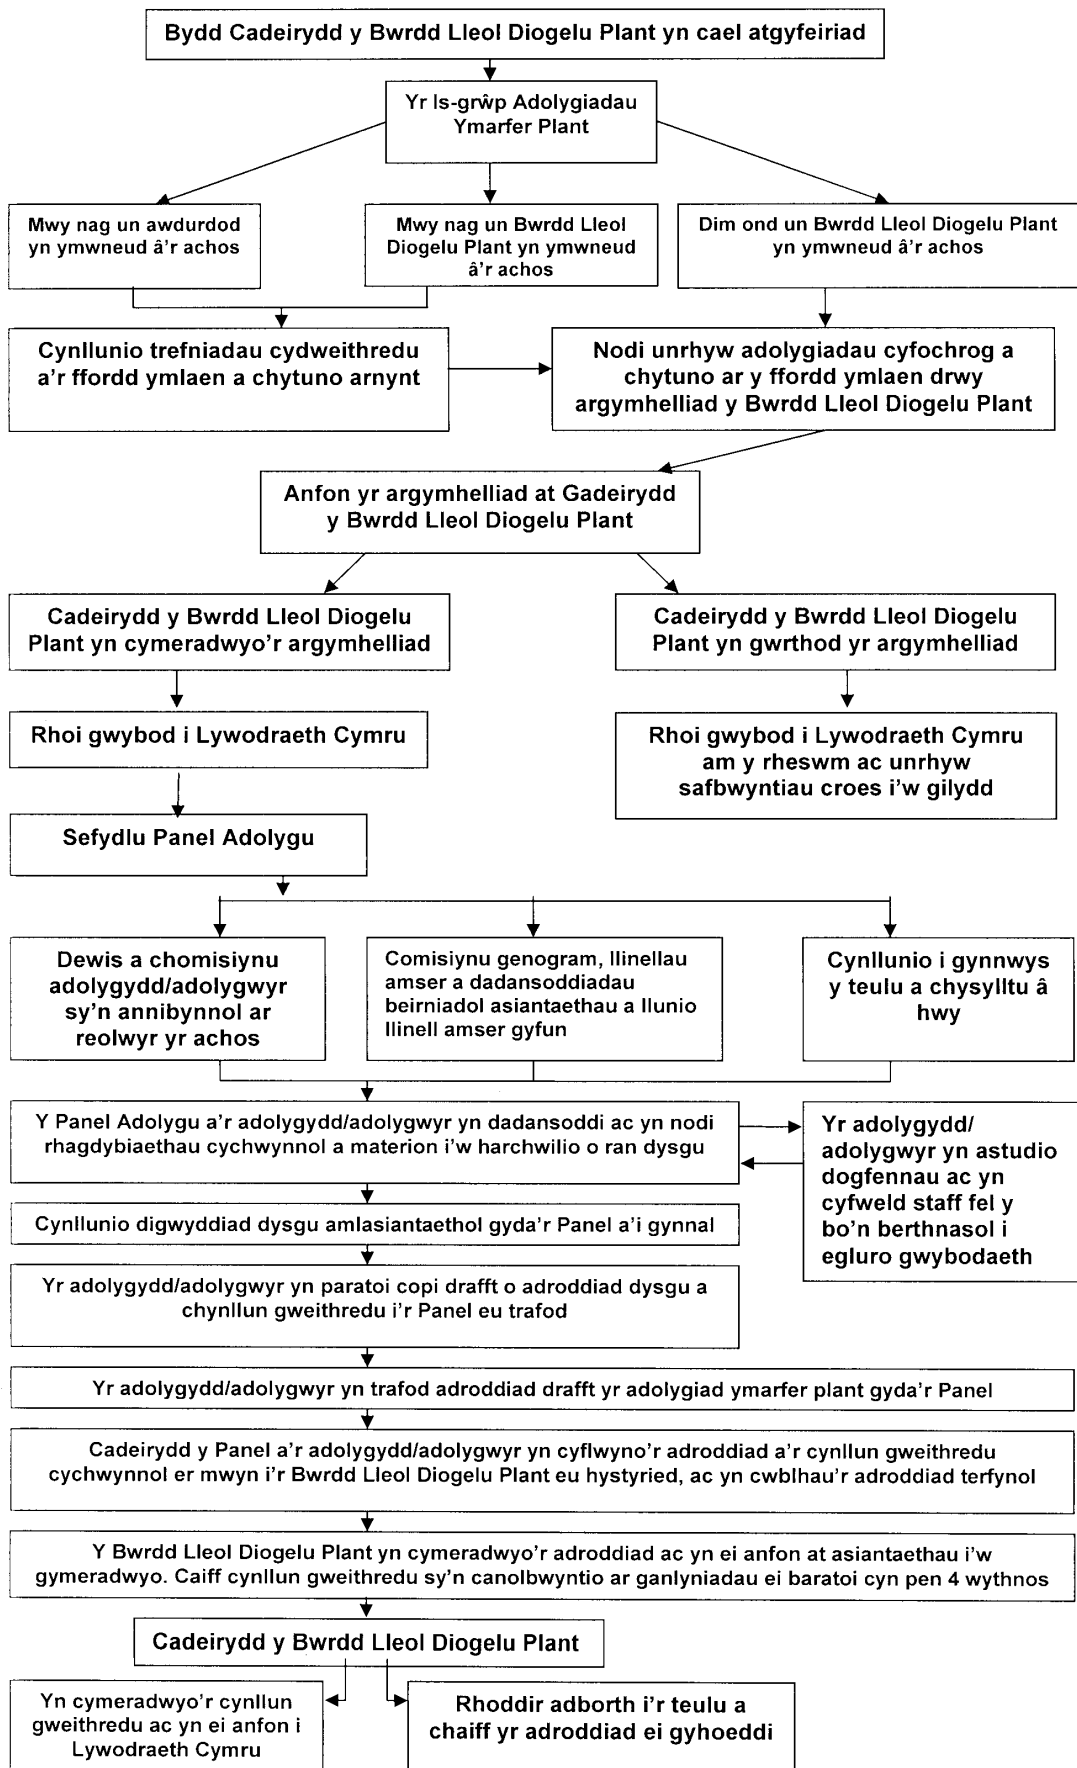 Bydd Cadeirydd y Bwrdd Lleol Diogelu Plant yn cael atgyfeiriad
Yr Is-grŵp Adolygiadau
Ymarfer Plant
Mwy nag un awdurdod
yn ymwneud â'r achos
Mwy nag un Bwrdd Lleol
Diogelu Plant yn ymwneud
â'r achos
Dim ond un Bwrdd Lleol Diogelu Plant
yn ymwneud â'r achos
Cynllunio trefniadau cydweithredu
a'r ffordd ymlaen a chytuno arnynt
Nodi unrhyw adolygiadau cyfochrog a
chytuno ar y ffordd ymlaen drwy
argymhelliad y Bwrdd Lleol Diogelu Plant
Anfon yr argymhelliad at Gadeirydd
y Bwrdd Lleol Diogelu Plant
Cadeirydd y Bwrdd Lleol Diogelu
Plant yn cymeradwyo'r argymhelliad
Cadeirydd y Bwrdd Lleol Diogelu
Plant yn gwrthod yr argymhelliad
Rhoi gwybod i Lywodraeth Cymru
Rhoi gwybod i Lywodraeth Cymru
am y rheswm ac unrhyw
safbwyntiau croes i'w gilydd
Sefydlu Panel Adolygu
Dewis a chomisiynu
adolygydd/adolygwyr
sy'n annibynnol ar
reolwyr yr achos
Comisiynu genogram, llinellau
amser a dadansoddiadau
beirniadol asiantaethau a llunio
llinell amser gyfun
Cynllunio i gynnwys
y teulu a chysylltu â
hwy
Y Panel Adolygu a'r adolygydd/adolygwyr yn dadansoddi ac yn nodi
rhagdybiaethau cychwynnol a materion i'w harchwilio o ran dysgu
Yr adolygydd/
adolygwyr yn astudio
dogfennau ac yn
cyfweld staff fel y
bo'n berthnasol i
egluro gwybodaeth
Cynllunio digwyddiad dysgu amlasiantaethol gyda'r Panel a'i gynnal
Yr adolygydd/adolygwyr yn paratoi copi drafft o adroddiad dysgu a
chynllun gweithredu i'r Panel eu trafod
Yr adolygydd/adolygwyr yn trafod adroddiad drafft yr adolygiad ymarfer plant gyda'r Panel
Cadeirydd y Panel a'r adolygydd/adolygwyr yn cyflwyno'r adroddiad a'r cynllun gweithredu
cychwynnol er mwyn i'r Bwrdd Lleol Diogelu Plant eu hystyried, ac yn cwblhau'r adroddiad terfynol
Y Bwrdd Lleol Diogelu Plant yn cymeradwyo'r adroddiad ac yn ei anfon at asiantaethau i'w
gymeradwyo. Caiff cynllun gweithredu sy'n canolbwyntio ar ganlyniadau ei baratoi cyn pen 4 wythnos
Cadeirydd y Bwrdd Lleol Diogelu Plant
Yn cymeradwyo'r cynllun
gweithredu ac yn ei anfon i
Lywodraeth Cymru
Rhoddir adborth i'r teulu a
chaiff yr adroddiad ei gyhoeddi